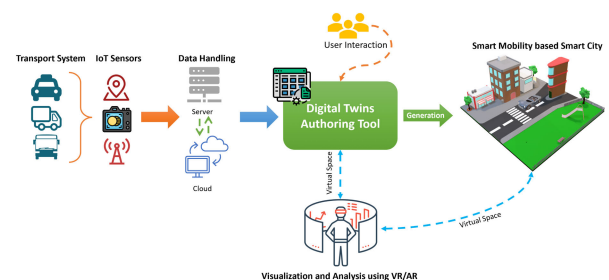 User Interaction
Smart Mobility based Smart City
Transport System
IoT Sensors
Data Handling
Server
Cloud
Digital Twins
Authoring Tool
Generation
Virtual Space
Virtual Space
Visualization and Analysis using VR/AR